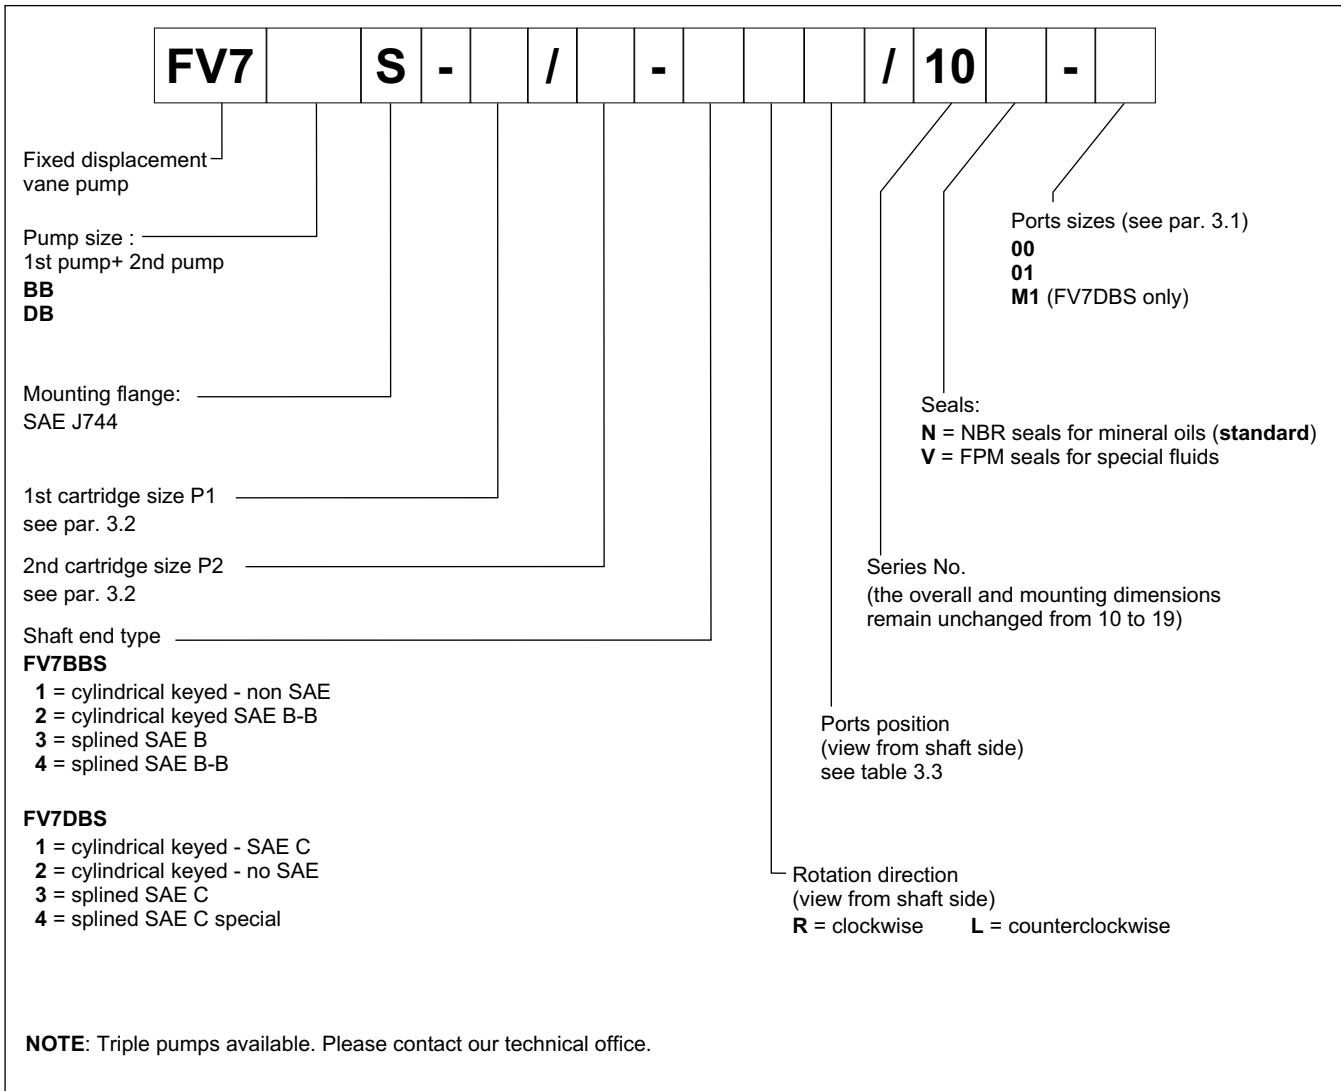 FV7 S - / - / 10 -
Fixed displacement
vane pump
Pump size :
1st pump+ 2nd pump
BB
DB
Mounting flange:
SAE J744
1st cartridge size P1
see par. 3.2
2nd cartridge size P2
see par. 3.2
Shaft end type
FV7BBS
1 = cylindrical keyed - non SAE
2 = cylindrical keyed SAE B-B
3 = splined SAE B
4 = splined SAE B-B
FV7DBS
1 = cylindrical keyed - SAE C
2 = cylindrical keyed - no SAE
3 = splined SAE C
4 = splined SAE C special
Ports sizes (see par. 3.1)
00
01
M1 (FV7DBS only)
Seals:
N = NBR seals for mineral oils (standard)
V = FPM seals for special fluids
Series No.
(the overall and mounting dimensions
remain unchanged from 10 to 19)
Ports position
(view from shaft side)
see table 3.3
Rotation direction
(view from shaft side)
R = clockwise L = counterclockwise
NOTE: Triple pumps available. Please contact our technical office.